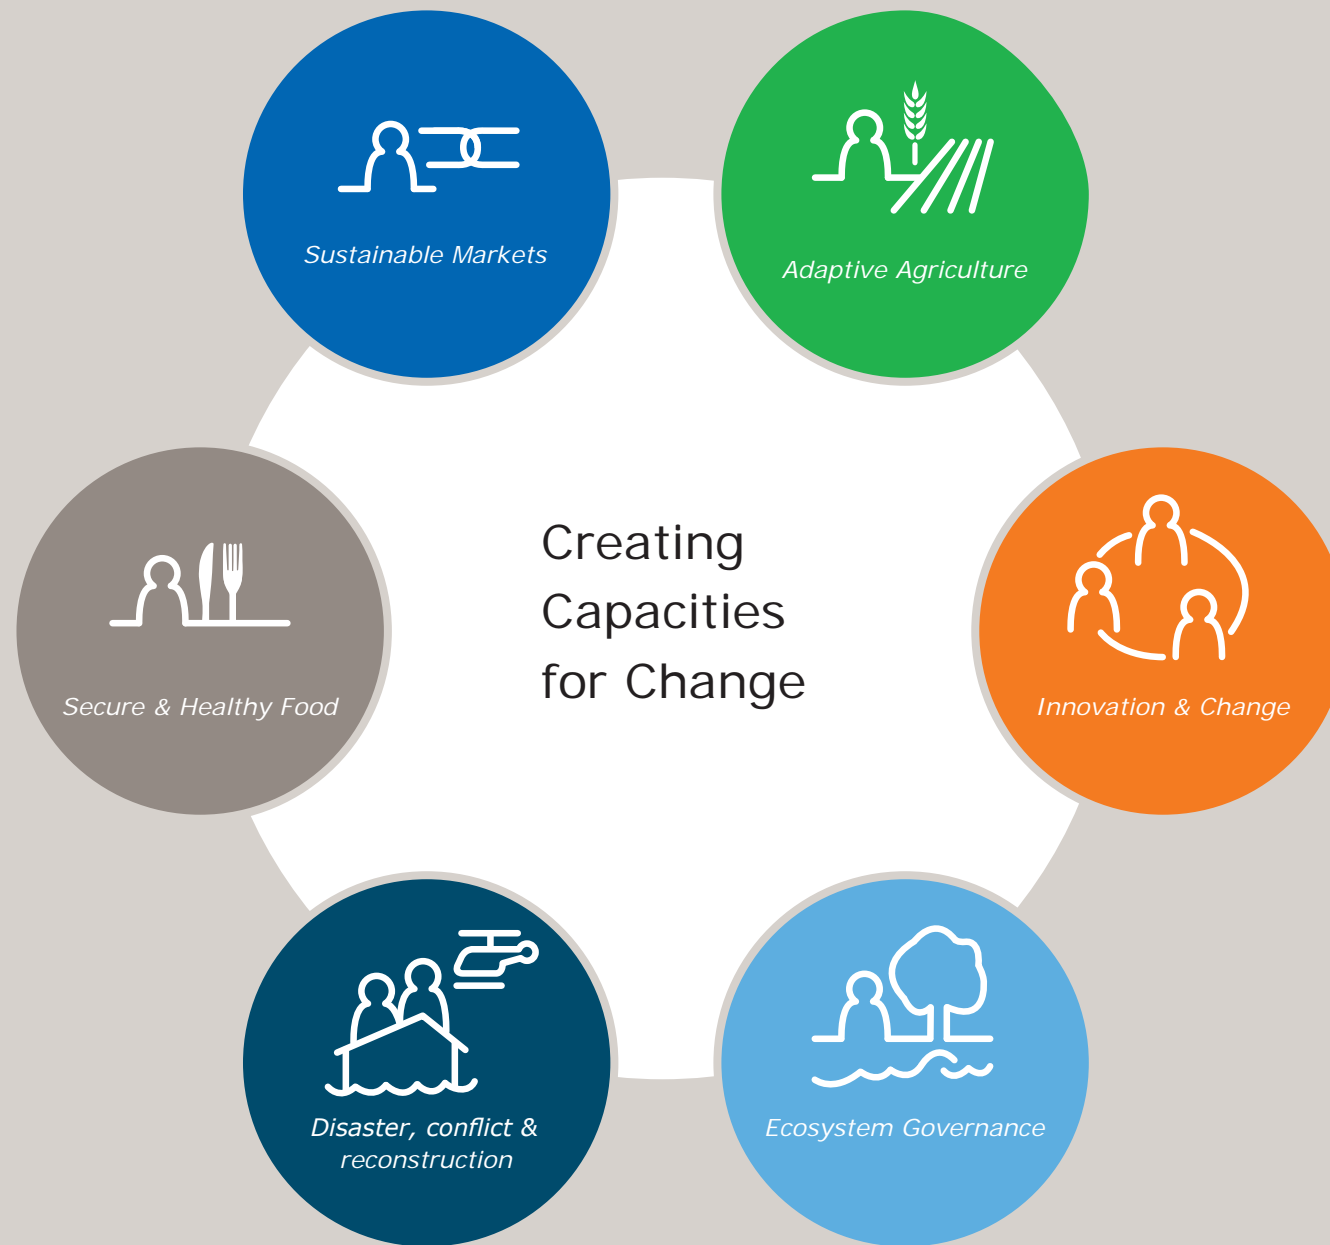 Sustainable Markets
Adaptive Agriculture
Creating
Capacities
for Change
Secure & Healthy Food
Innovation & Change
Disaster, conflict &
reconstruction
Ecosystem Governance